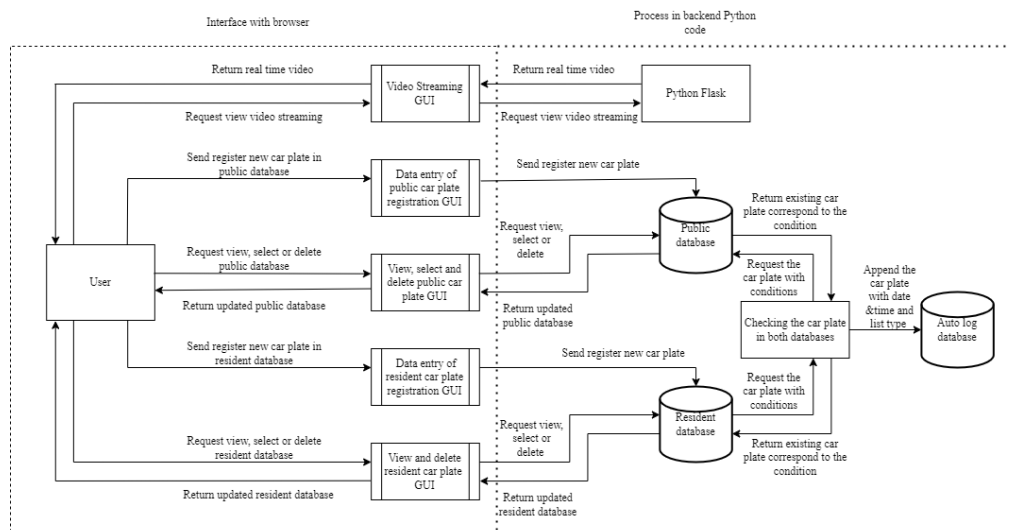 Interface with browser
Process in backend Python
code
Return real time video
Video Streaming
GUI
Return real time video
Python Flask
Request view video streaming
Request view video streaming
Send register new car plate in
public database
Data entry of
public car plate
registration GUI
Send register new car plate
Public
database
Return existing car
plate correspond to the
condition
User
Request view, select or delete
public database
Return updated public database
View, select and
delete public car
plate GUI
Request view,
select or
delete
Return updated
public database
Request the
car plate with
conditions
Checking the car plate
in both databases
Append the
car plate
with date
&time and
list type
Auto log
database
Send register new car plate in
resident database
Data entry of
resident car plate
registration GUI
Send register new car plate
Resident
database
Request the
car plate with
conditions
Return existing car
plate correspond to the
condition
Request view, select or delete
resident database
Return updated resident database
View and delete
resident car plate
GUI
Request view,
select or
delete
Return updated
resident database